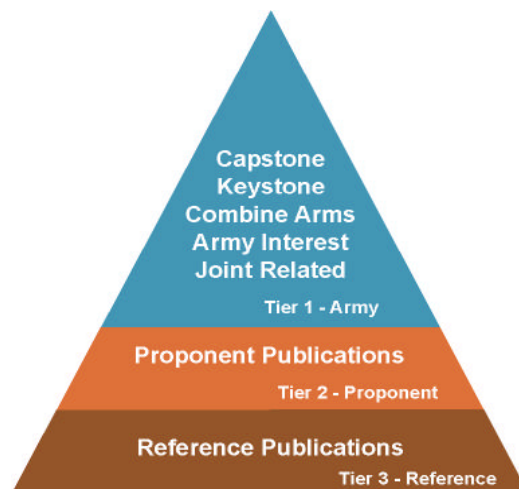 Capstone
Keystone
Combine Arms
Army Interest
Joint Related
Tier 1 - Army
Proponent Publications
Tier 2 - Proponent
Reference Publications
Tier 3 - Reference